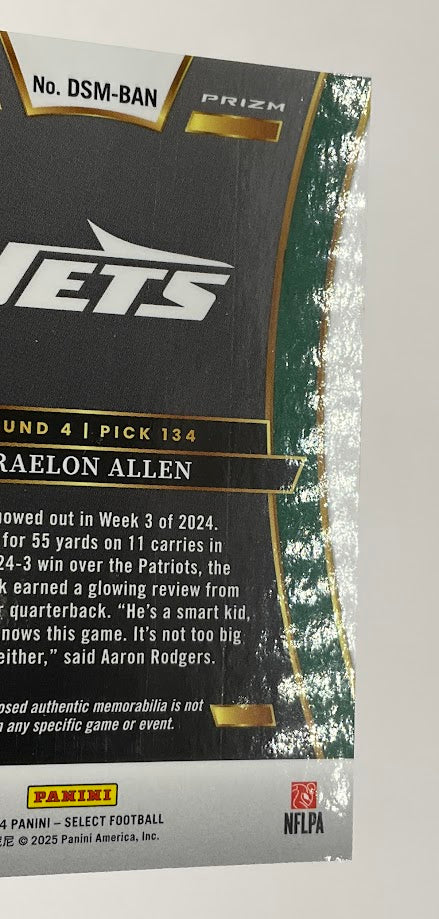 No. DSM-BAN
PRIZM
JETS
UND 4 | PICK 134
RAELON ALLEN
howed out in Week 3 of 2024.
for 55 yards on 11 carries in
24-3 win over the Patriots, the
k earned a glowing review from
r quarterback. “He's a smart kid,
nows this game. It's not too big
either,” said Aaron Rodgers.
osed authentic memorabilia is not
m any specific game or event.
PANINI
4 PANINI – SELECT FOOTBALL
尼 © 2025 Panini America, Inc.
NFLPA